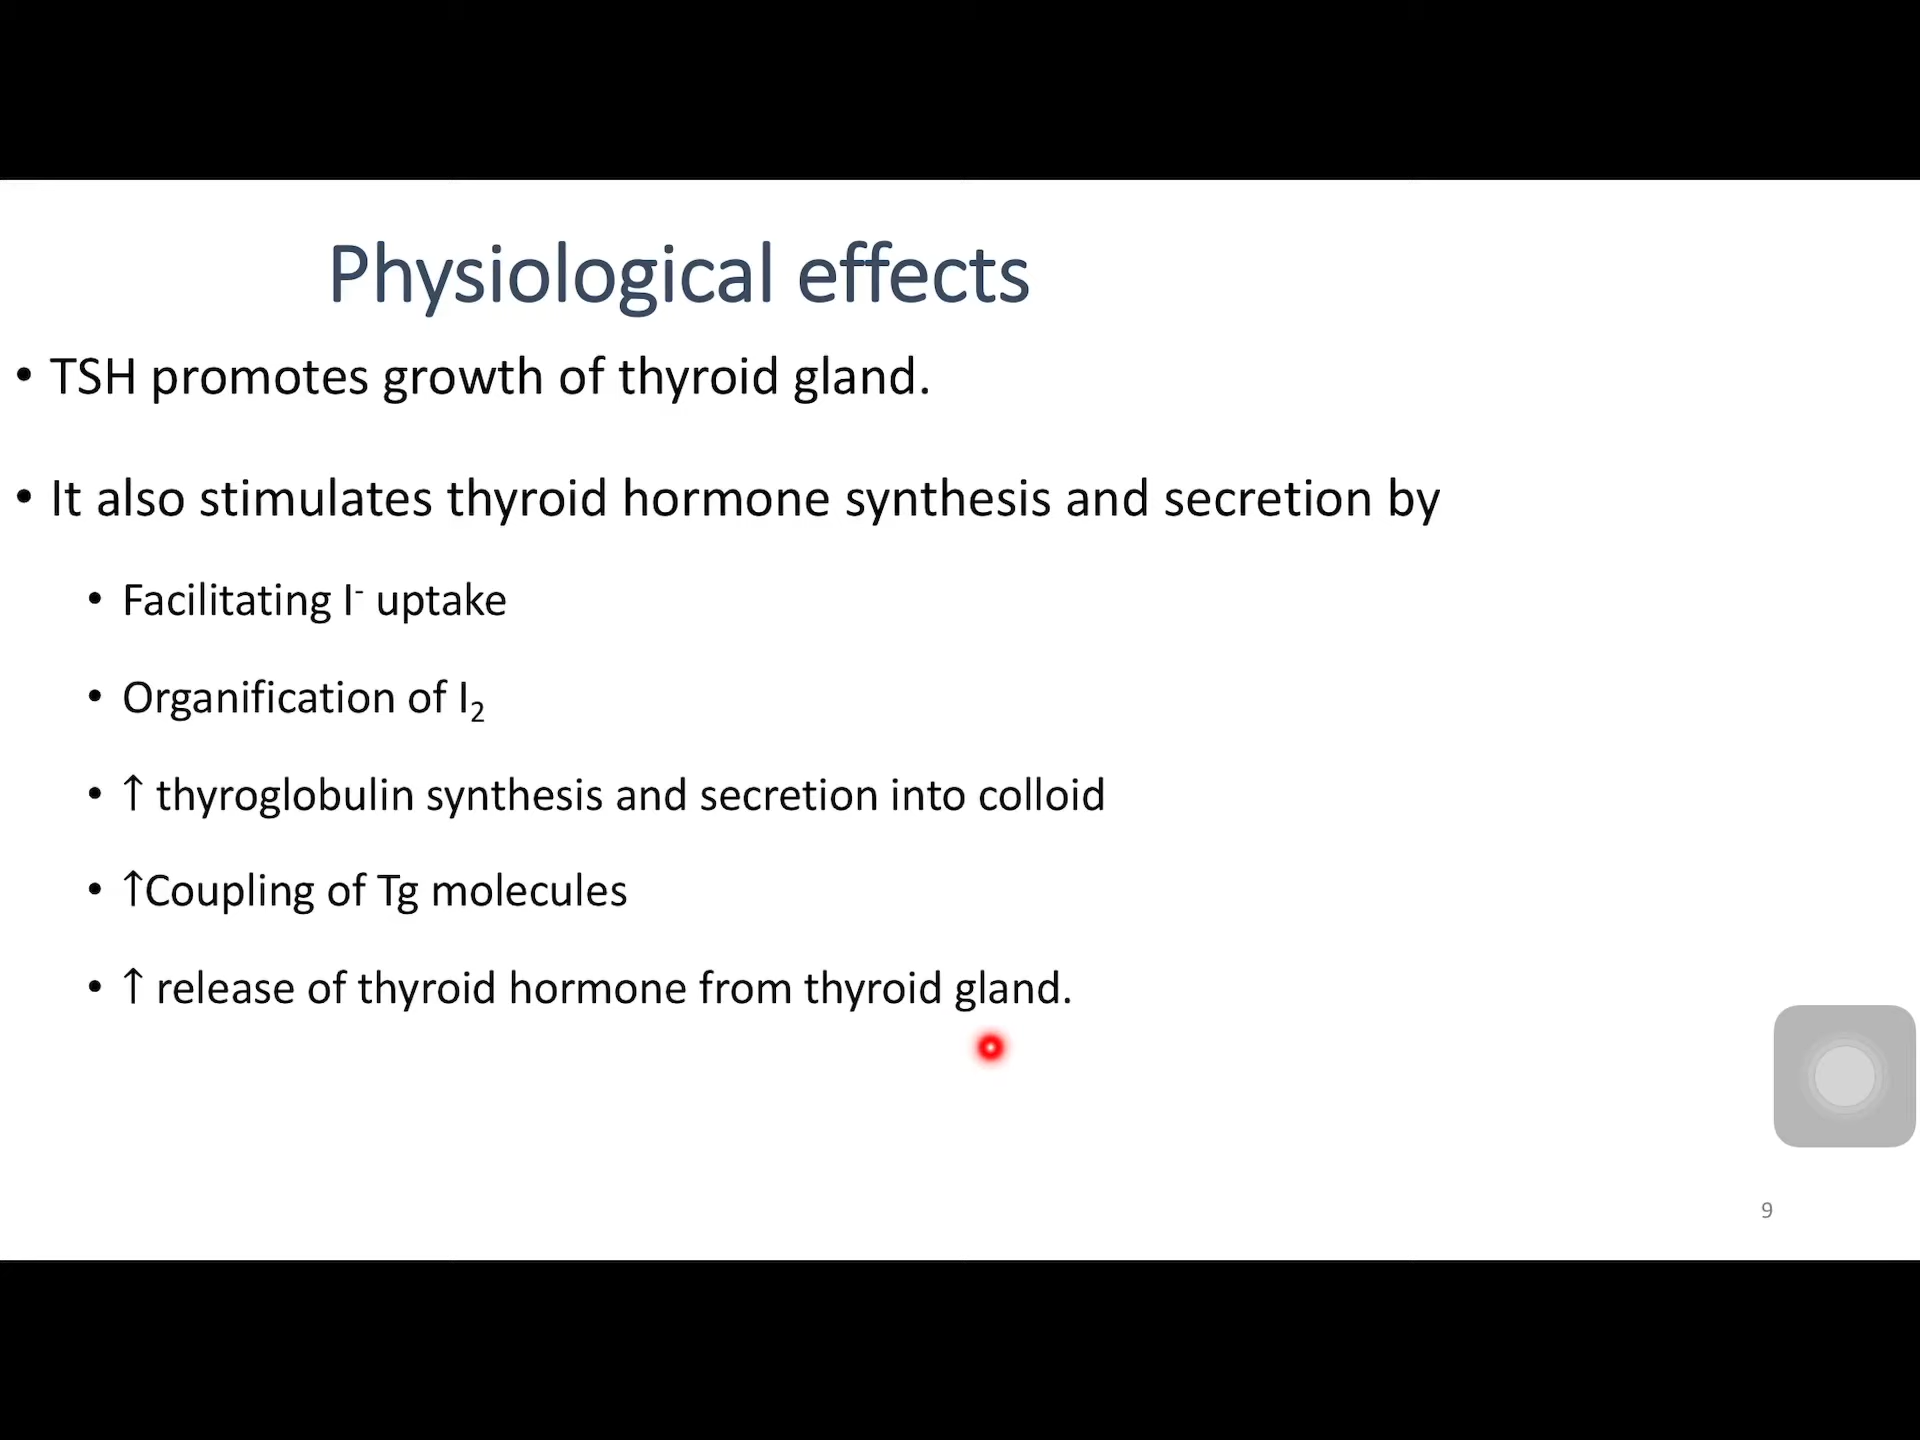 Physiological effects
• TSH promotes growth of thyroid gland.
• It also stimulates thyroid hormone synthesis and secretion by
• Facilitating I⁻ uptake
• Organification of I₂
• ↑ thyroglobulin synthesis and secretion into colloid
• ↑Coupling of Tg molecules
• ↑ release of thyroid hormone from thyroid gland.
9